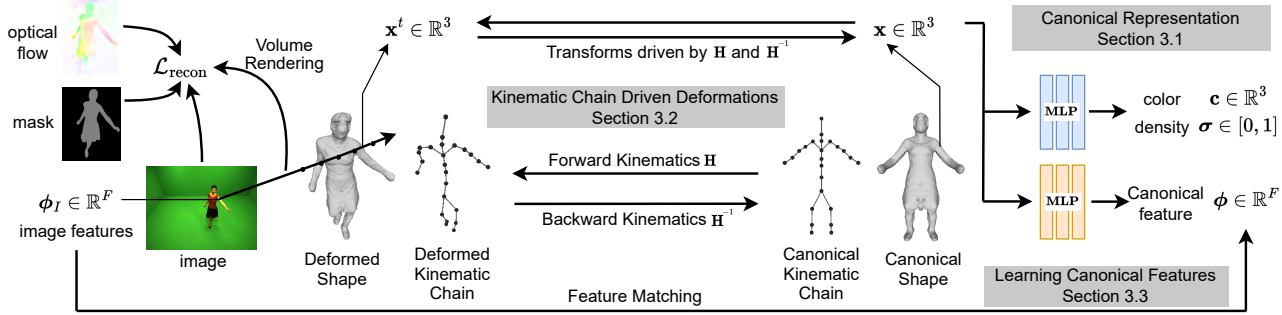 optical
flow
mask
𝓛_recon
Volume
Rendering
𝐱^t ∈ ℝ^3
Transforms driven by 𝐇 and 𝐇^{-1}
𝐱 ∈ ℝ^3
Canonical Representation
Section 3.1
MLP
color 𝐜 ∈ ℝ^3
density 𝝈 ∈ [0, 1]
Kinematic Chain Driven Deformations
Section 3.2
Forward Kinematics 𝐇
Backward Kinematics 𝐇^{-1}
𝝓_I ∈ ℝ^F
image features
image
Deformed
Shape
Deformed
Kinematic
Chain
Canonical
Kinematic
Chain
Canonical
Shape
MLP
Canonical
feature 𝝓 ∈ ℝ^F
Learning Canonical Features
Section 3.3
Feature Matching